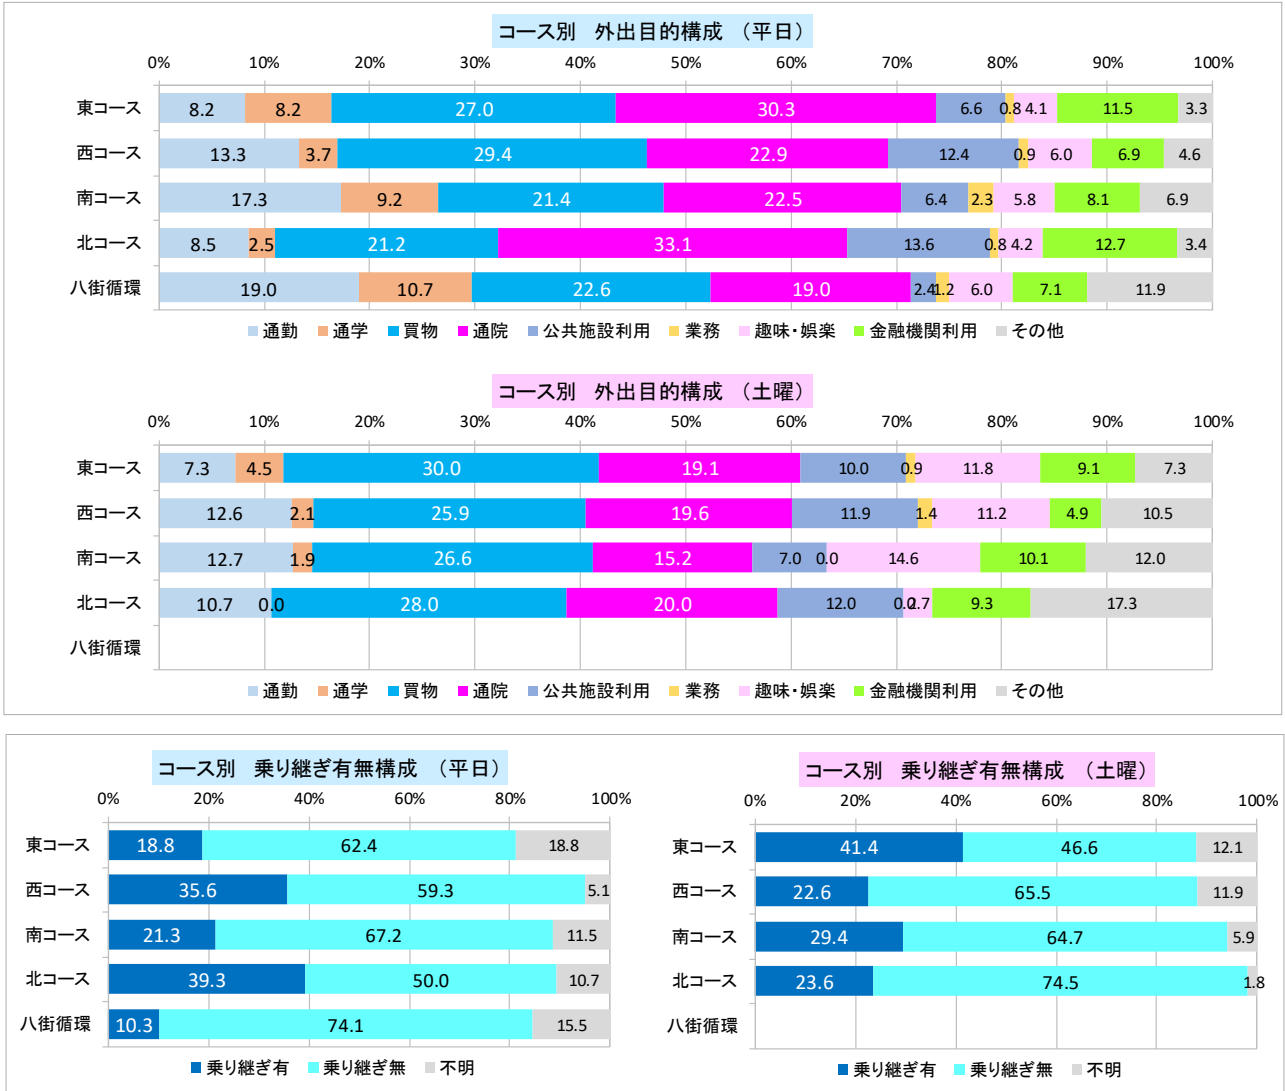 コース別　外出目的構成　（平日）
0% 10% 20% 30% 40% 50% 60% 70% 80% 90% 100%
東コース 8.2 8.2 27.0 30.3 6.6 0.8 4.1 11.5 3.3
西コース 13.3 3.7 29.4 22.9 12.4 0.9 6.0 6.9 4.6
南コース 17.3 9.2 21.4 22.5 6.4 2.3 5.8 8.1 6.9
北コース 8.5 2.5 21.2 33.1 13.6 0.8 4.2 12.7 3.4
八街循環 19.0 10.7 22.6 19.0 2.4 1.2 6.0 7.1 11.9
通勤 通学 買物 通院 公共施設利用 業務 趣味・娯楽 金融機関利用 その他
コース別　外出目的構成　（土曜）
0% 10% 20% 30% 40% 50% 60% 70% 80% 90% 100%
東コース 7.3 4.5 30.0 19.1 10.0 0.9 11.8 9.1 7.3
西コース 12.6 2.1 25.9 19.6 11.9 1.4 11.2 4.9 10.5
南コース 12.7 1.9 26.6 15.2 7.0 0.0 14.6 10.1 12.0
北コース 10.7 0.0 28.0 20.0 12.0 0.0 2.7 9.3 17.3
八街循環
通勤 通学 買物 通院 公共施設利用 業務 趣味・娯楽 金融機関利用 その他
コース別　乗り継ぎ有無構成　（平日）
0% 20% 40% 60% 80% 100%
東コース 18.8 62.4 18.8
西コース 35.6 59.3 5.1
南コース 21.3 67.2 11.5
北コース 39.3 50.0 10.7
八街循環 10.3 74.1 15.5
乗り継ぎ有 乗り継ぎ無 不明
コース別　乗り継ぎ有無構成　（土曜）
0% 20% 40% 60% 80% 100%
東コース 41.4 46.6 12.1
西コース 22.6 65.5 11.9
南コース 29.4 64.7 5.9
北コース 23.6 74.5 1.8
八街循環
乗り継ぎ有 乗り継ぎ無 不明